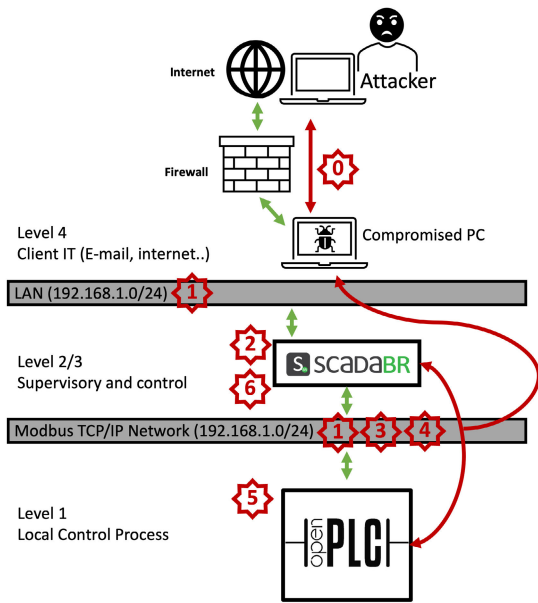 Internet
Attacker
0
Firewall
Level 4
Client IT (E-mail, internet..)
Compromised PC
LAN (192.168.1.0/24) 1
2
Level 2/3
Supervisory and control
S. SCADABR
6
Modbus TCP/IP Network (192.168.1.0/24) 1 3 4
5
Level 1
Local Control Process
open PLC